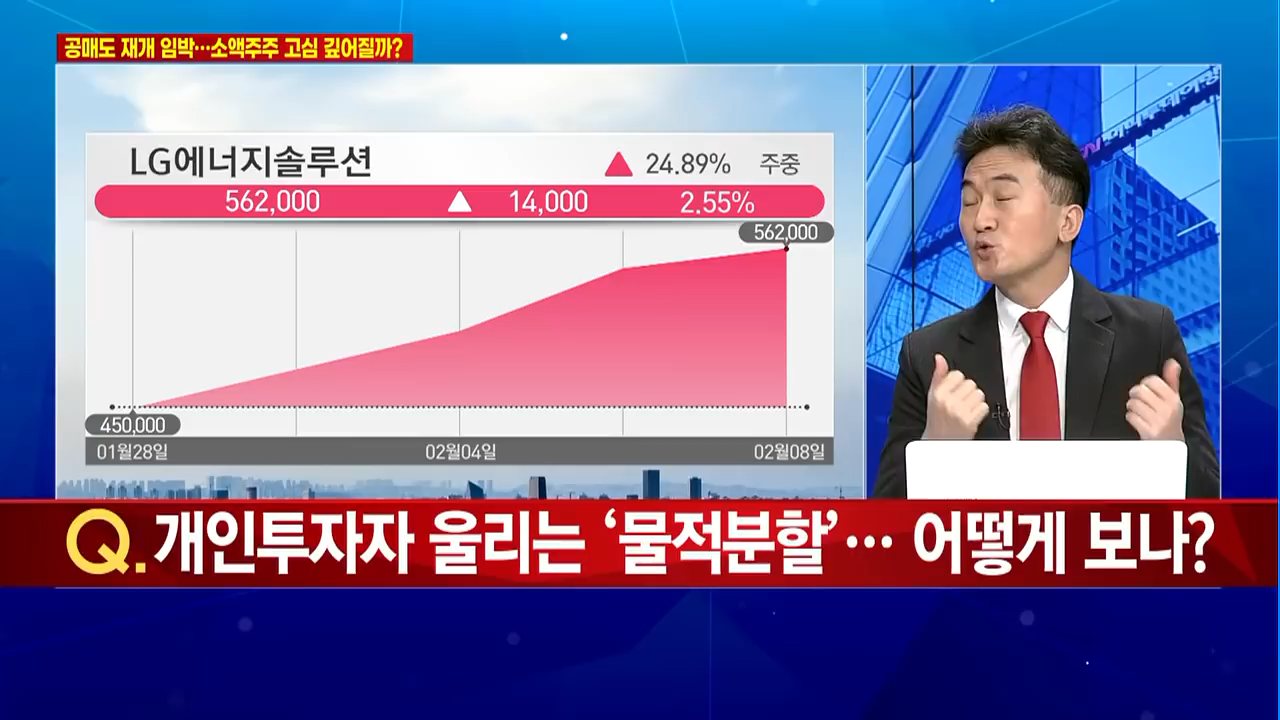 공매도 재개 임박…소액주주 고심 깊어질까?
LG에너지솔루션 ▲ 24.89% 주중
562,000 △ 14,000 2.55%
562,000
450,000
01월28일 02월04일 02월08일
Q.개인투자자 울리는 ‘물적분할’… 어떻게 보나?